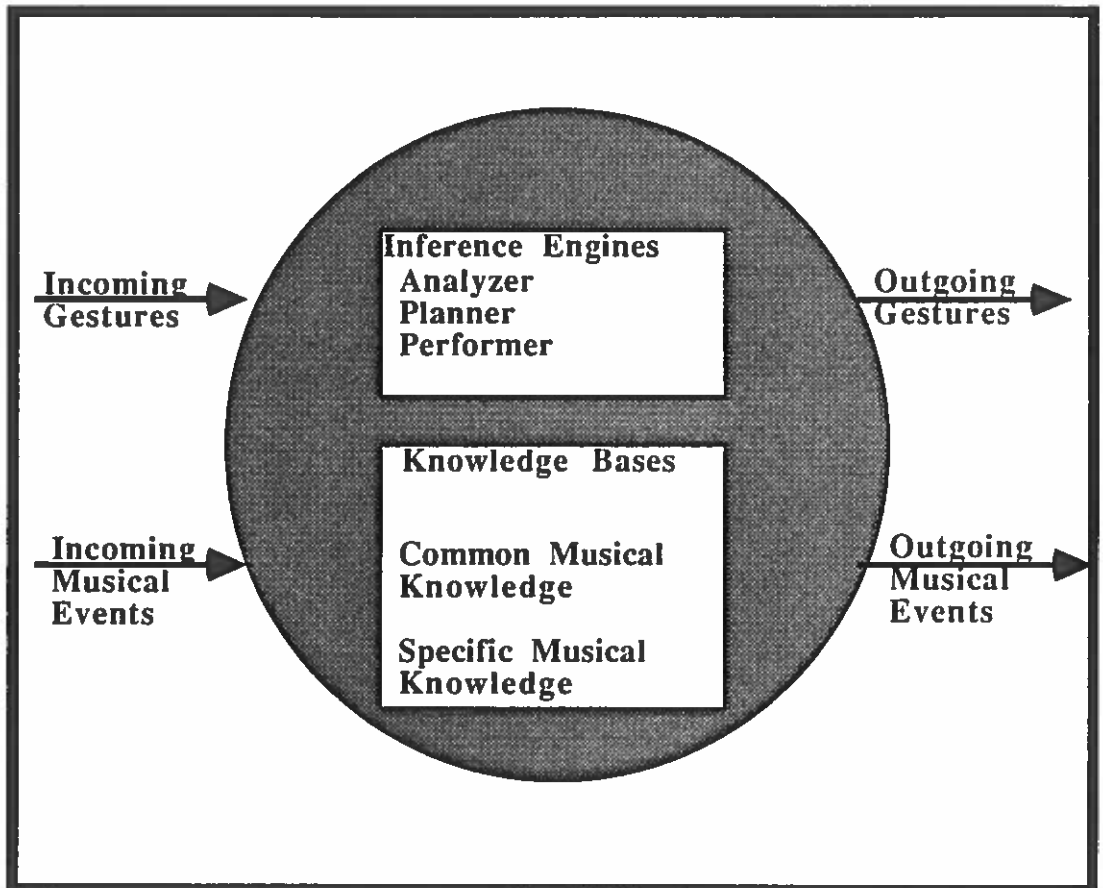 Incoming
Gestures
Incoming
Musical
Events
Inference Engines
Analyzer
Planner
Performer
Knowledge Bases
Common Musical
Knowledge
Specific Musical
Knowledge
Outgoing
Gestures
Outgoing
Musical
Events